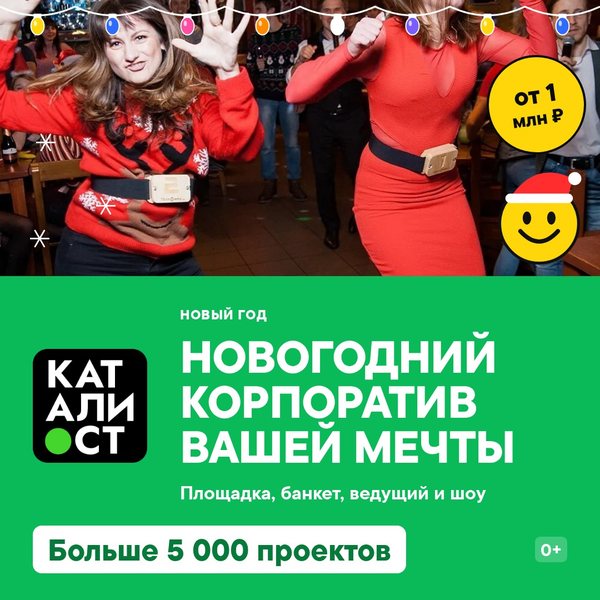 от 1
млн ₽
НОВЫЙ ГОД
НОВОГОДНИЙ
КОРПОРАТИВ
ВАШЕЙ МЕЧТЫ
КАТ
АЛИ
ОСТ
Площадка, банкет, ведущий и шоу
Больше 5 000 проектов
0+